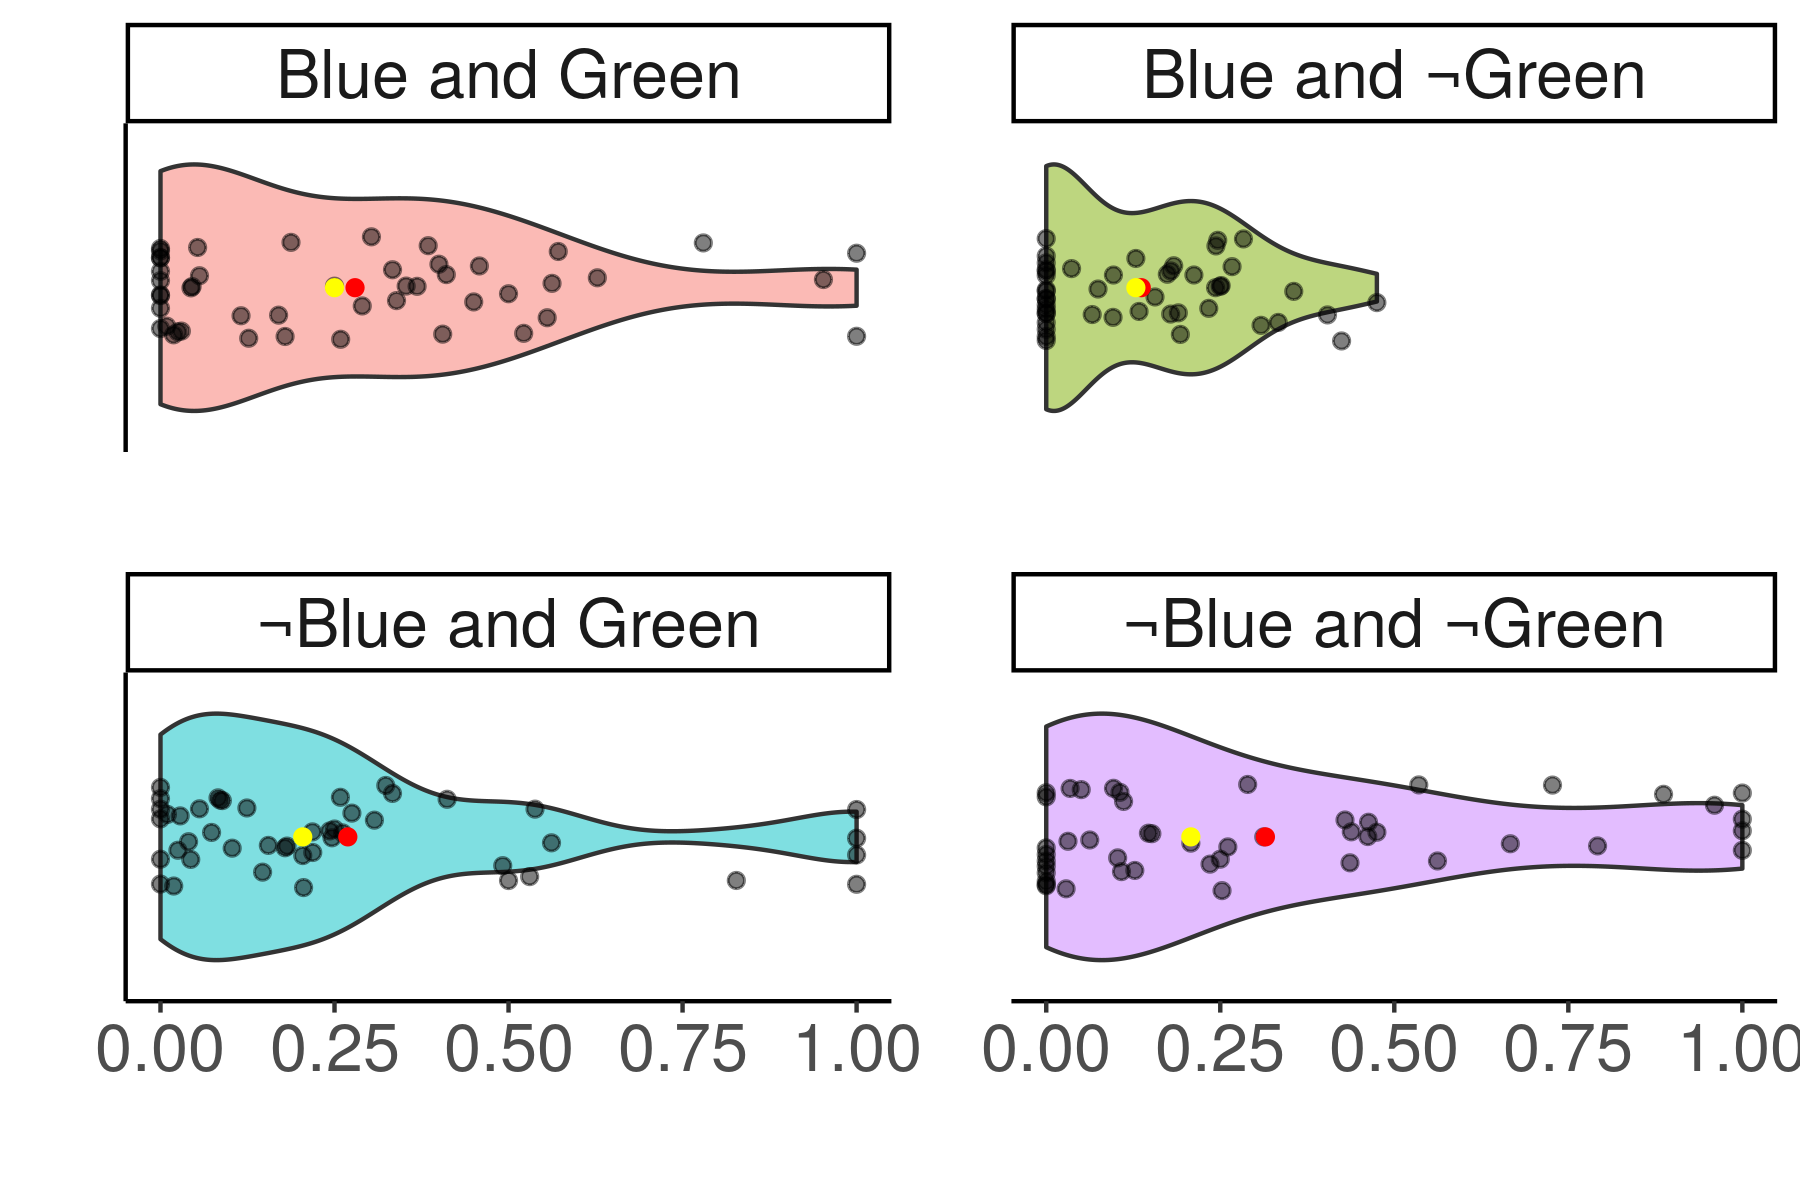 Blue and Green
Blue and ¬Green
¬Blue and Green
¬Blue and ¬Green
0.00 0.25 0.50 0.75 1.00
0.00 0.25 0.50 0.75 1.00